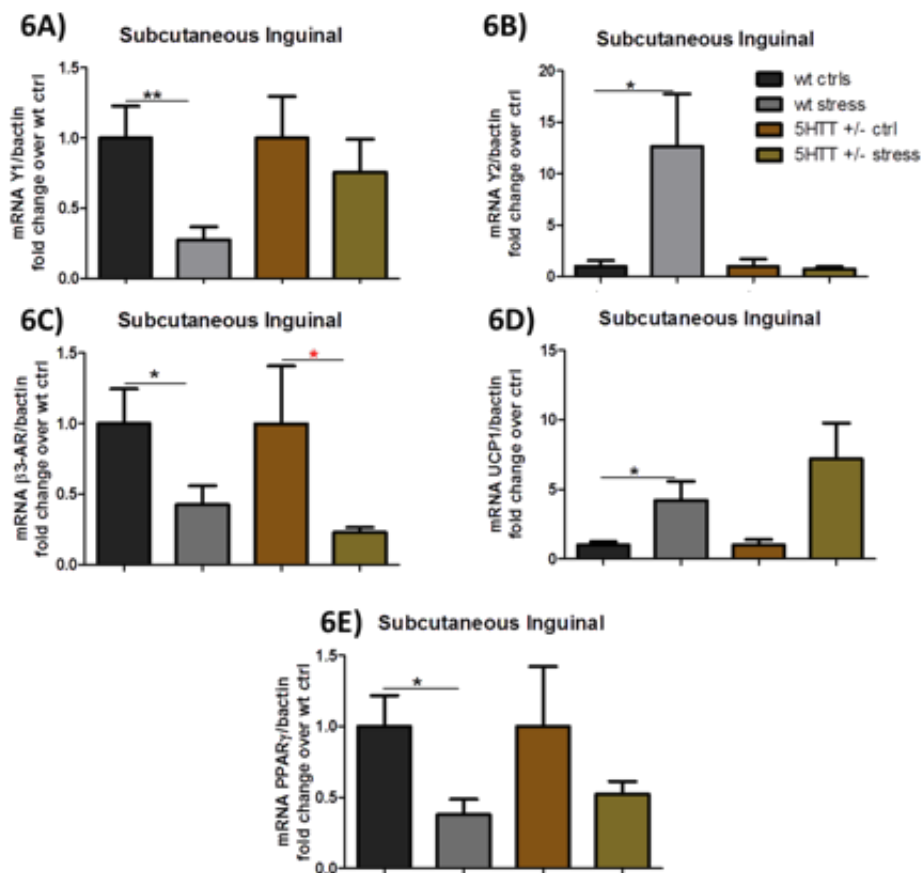 6A)
Subcutaneous Inguinal
mRNA Y1/bactin
fold change over wt ctrl
1.5
1.0
0.5
0.0
**
6B)
Subcutaneous Inguinal
mRNA Y2/bactin
fold change over ctrl
20
15
10
5
0
*
wt ctrls
wt stress
5HTT +/- ctrl
5HTT +/- stress
6C)
Subcutaneous Inguinal
mRNA β3-AR/bactin
fold change over wt ctrl
1.5
1.0
0.5
0.0
*
*
6D)
Subcutaneous Inguinal
mRNA UCP1/bactin
fold change over ctrl
15
10
5
0
*
6E)
Subcutaneous Inguinal
mRNA PPARγ/bactin
fold change over wt ctrl
1.5
1.0
0.5
0.0
*